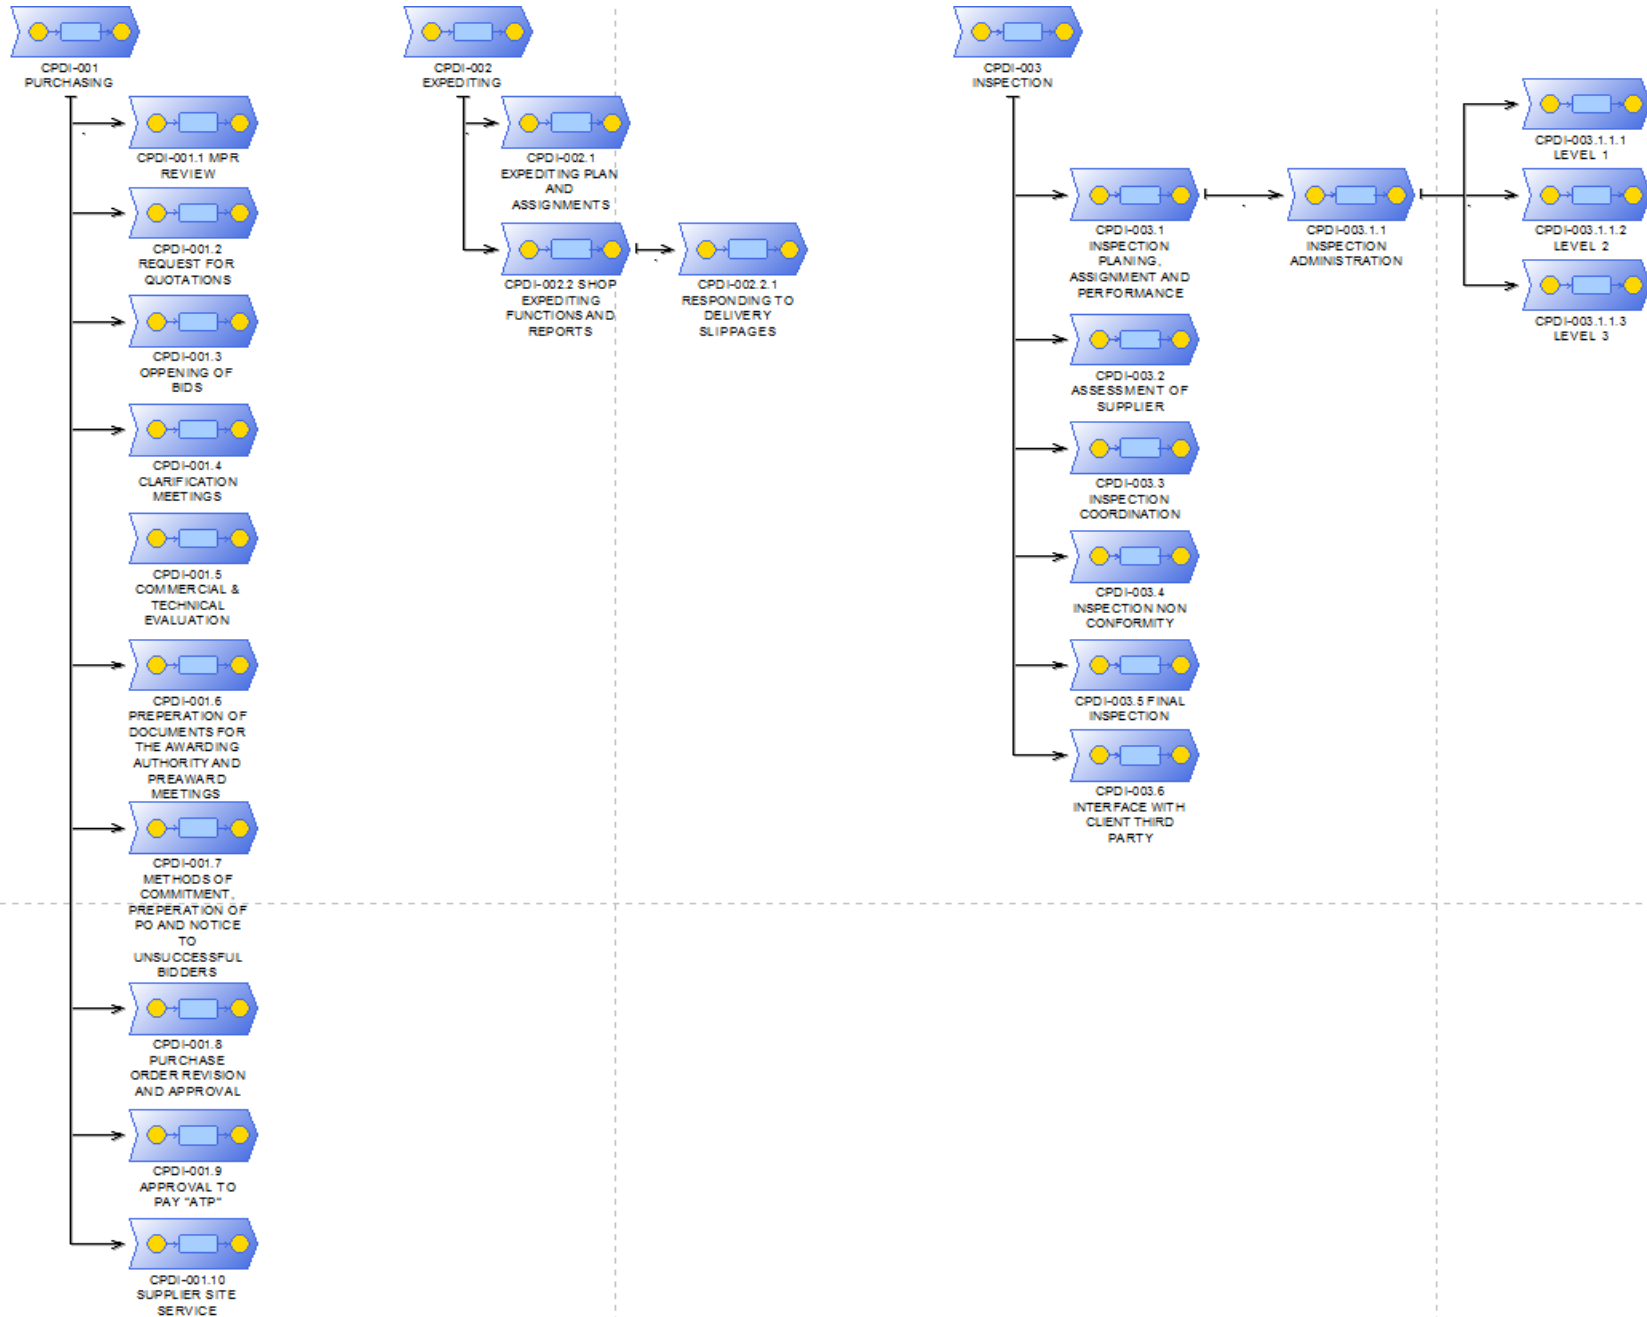 CPDI-001
PURCHASING
CPDI-001.1 MPR
REVIEW
CPDI-001.2
REQUEST FOR
QUOTATIONS
CPDI-001.3
OPPENING OF
BIDS
CPDI-001.4
CLARIFICATION
MEETINGS
CPDI-001.5
COMMERCIAL &
TECHNICAL
EVALUATION
CPDI-001.6
PREPERATION OF
DOCUMENTS FOR
THE AWARDING
AUTHORITY AND
PREAWARD
MEETINGS
CPDI-001.7
METHODS OF
COMMITMENT,
PREPERATION OF
PO AND NOTICE
TO
UNSUCCESSFUL
BIDDERS
CPDI-001.8
PURCHASE
ORDER REVISION
AND APPROVAL
CPDI-001.9
APPROVAL TO
PAY "ATP"
CPDI-001.10
SUPPLIER SITE
SERVICE
CPDI-002
EXPEDITING
CPDI-002.1
EXPEDITING PLAN
AND
ASSIGNMENTS
CPDI-002.2 SHOP
EXPEDITING
FUNCTIONS AND
REPORTS
CPDI-002.2.1
RESPONDING TO
DELIVERY
SLIPPAGES
CPDI-003
INSPECTION
CPDI-003.1
INSPECTION
PLANING,
ASSIGNMENT AND
PERFORMANCE
CPDI-003.1.1
INSPECTION
ADMINISTRATION
CPDI-003.1.1.1
LEVEL 1
CPDI-003.1.1.2
LEVEL 2
CPDI-003.1.1.3
LEVEL 3
CPDI-003.2
ASSESSMENT OF
SUPPLIER
CPDI-003.3
INSPECTION
COORDINATION
CPDI-003.4
INSPECTION NON
CONFORMITY
CPDI-003.5 FINAL
INSPECTION
CPDI-003.6
INTERFACE WITH
CLIENT THIRD
PARTY